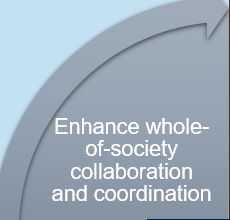 Enhance whole-
of-society
collaboration
and coordination